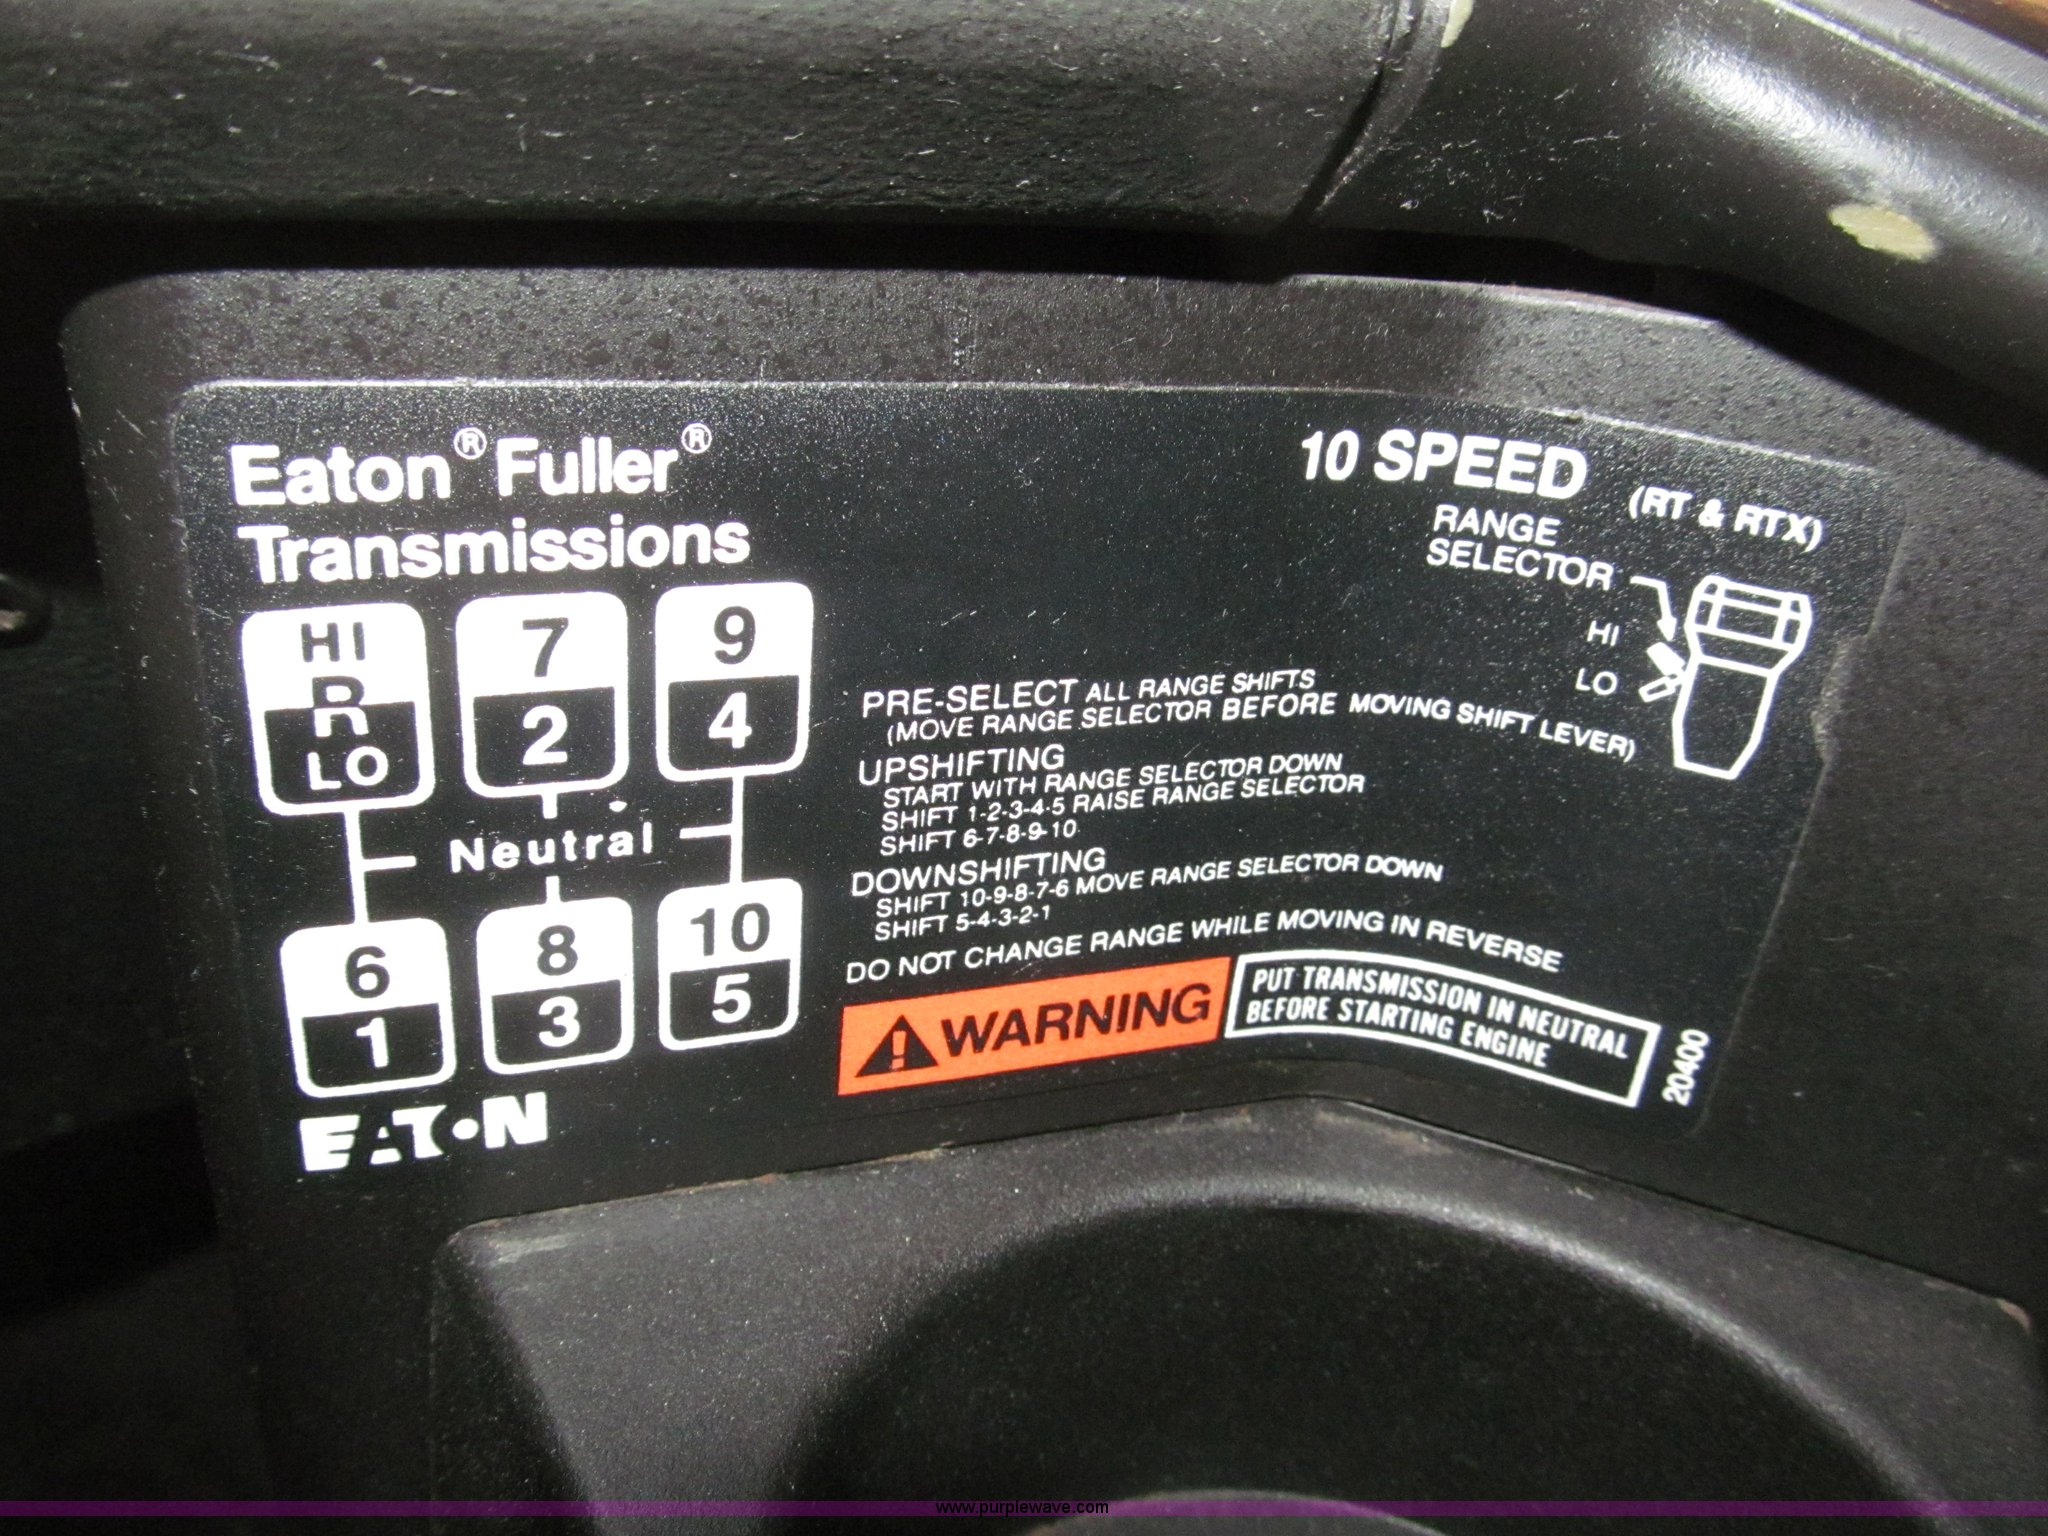 Eaton® Fuller®
Transmissions
10 SPEED (RT & RTX)
RANGE
SELECTOR
HI
LO
HI
R
R
LO
7
2
9
4
Neutral
6
1
8
3
10
5
EATON
PRE-SELECT ALL RANGE SHIFTS
(MOVE RANGE SELECTOR BEFORE MOVING SHIFT LEVER)
UPSHIFTING
START WITH RANGE SELECTOR DOWN
SHIFT 1-2-3-4-5 RAISE RANGE SELECTOR
SHIFT 6-7-8-9-10
DOWNSHIFTING
SHIFT 10-9-8-7-6 MOVE RANGE SELECTOR DOWN
SHIFT 5-4-3-2-1
DO NOT CHANGE RANGE WHILE MOVING IN REVERSE
WARNING
PUT TRANSMISSION IN NEUTRAL
BEFORE STARTING ENGINE
20400
www.purplewave.com